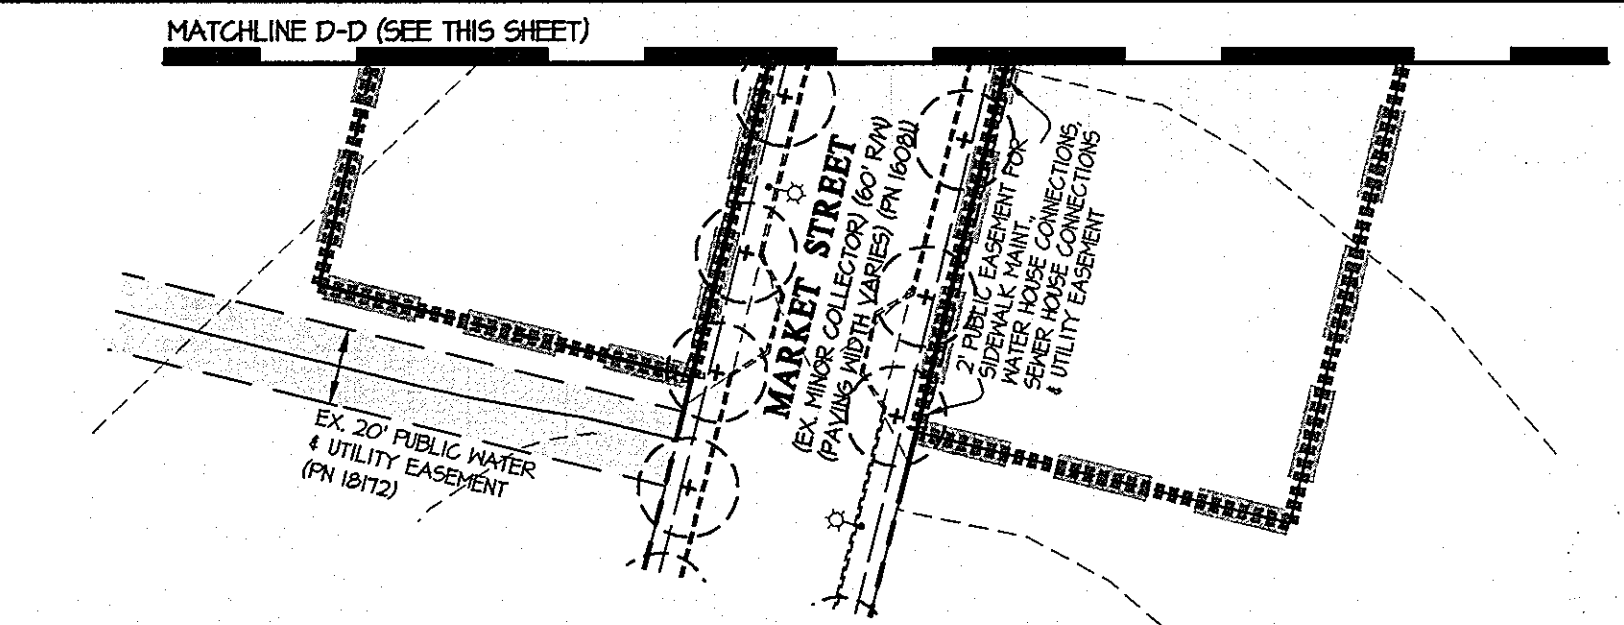 MATCHLINE D-D (SEE THIS SHEET)
MARKET STREET
(EX. MINOR COLLECTOR) (60' R/W)
(PAVING WIDTH VARIES) (PN 16081)
2' PUBLIC EASEMENT FOR
SIDEWALK MAINT.,
WATER HOUSE CONNECTIONS,
SEWER HOUSE CONNECTIONS
& UTILITY EASEMENT
EX. 20' PUBLIC WATER
& UTILITY EASEMENT
(PN 18172)